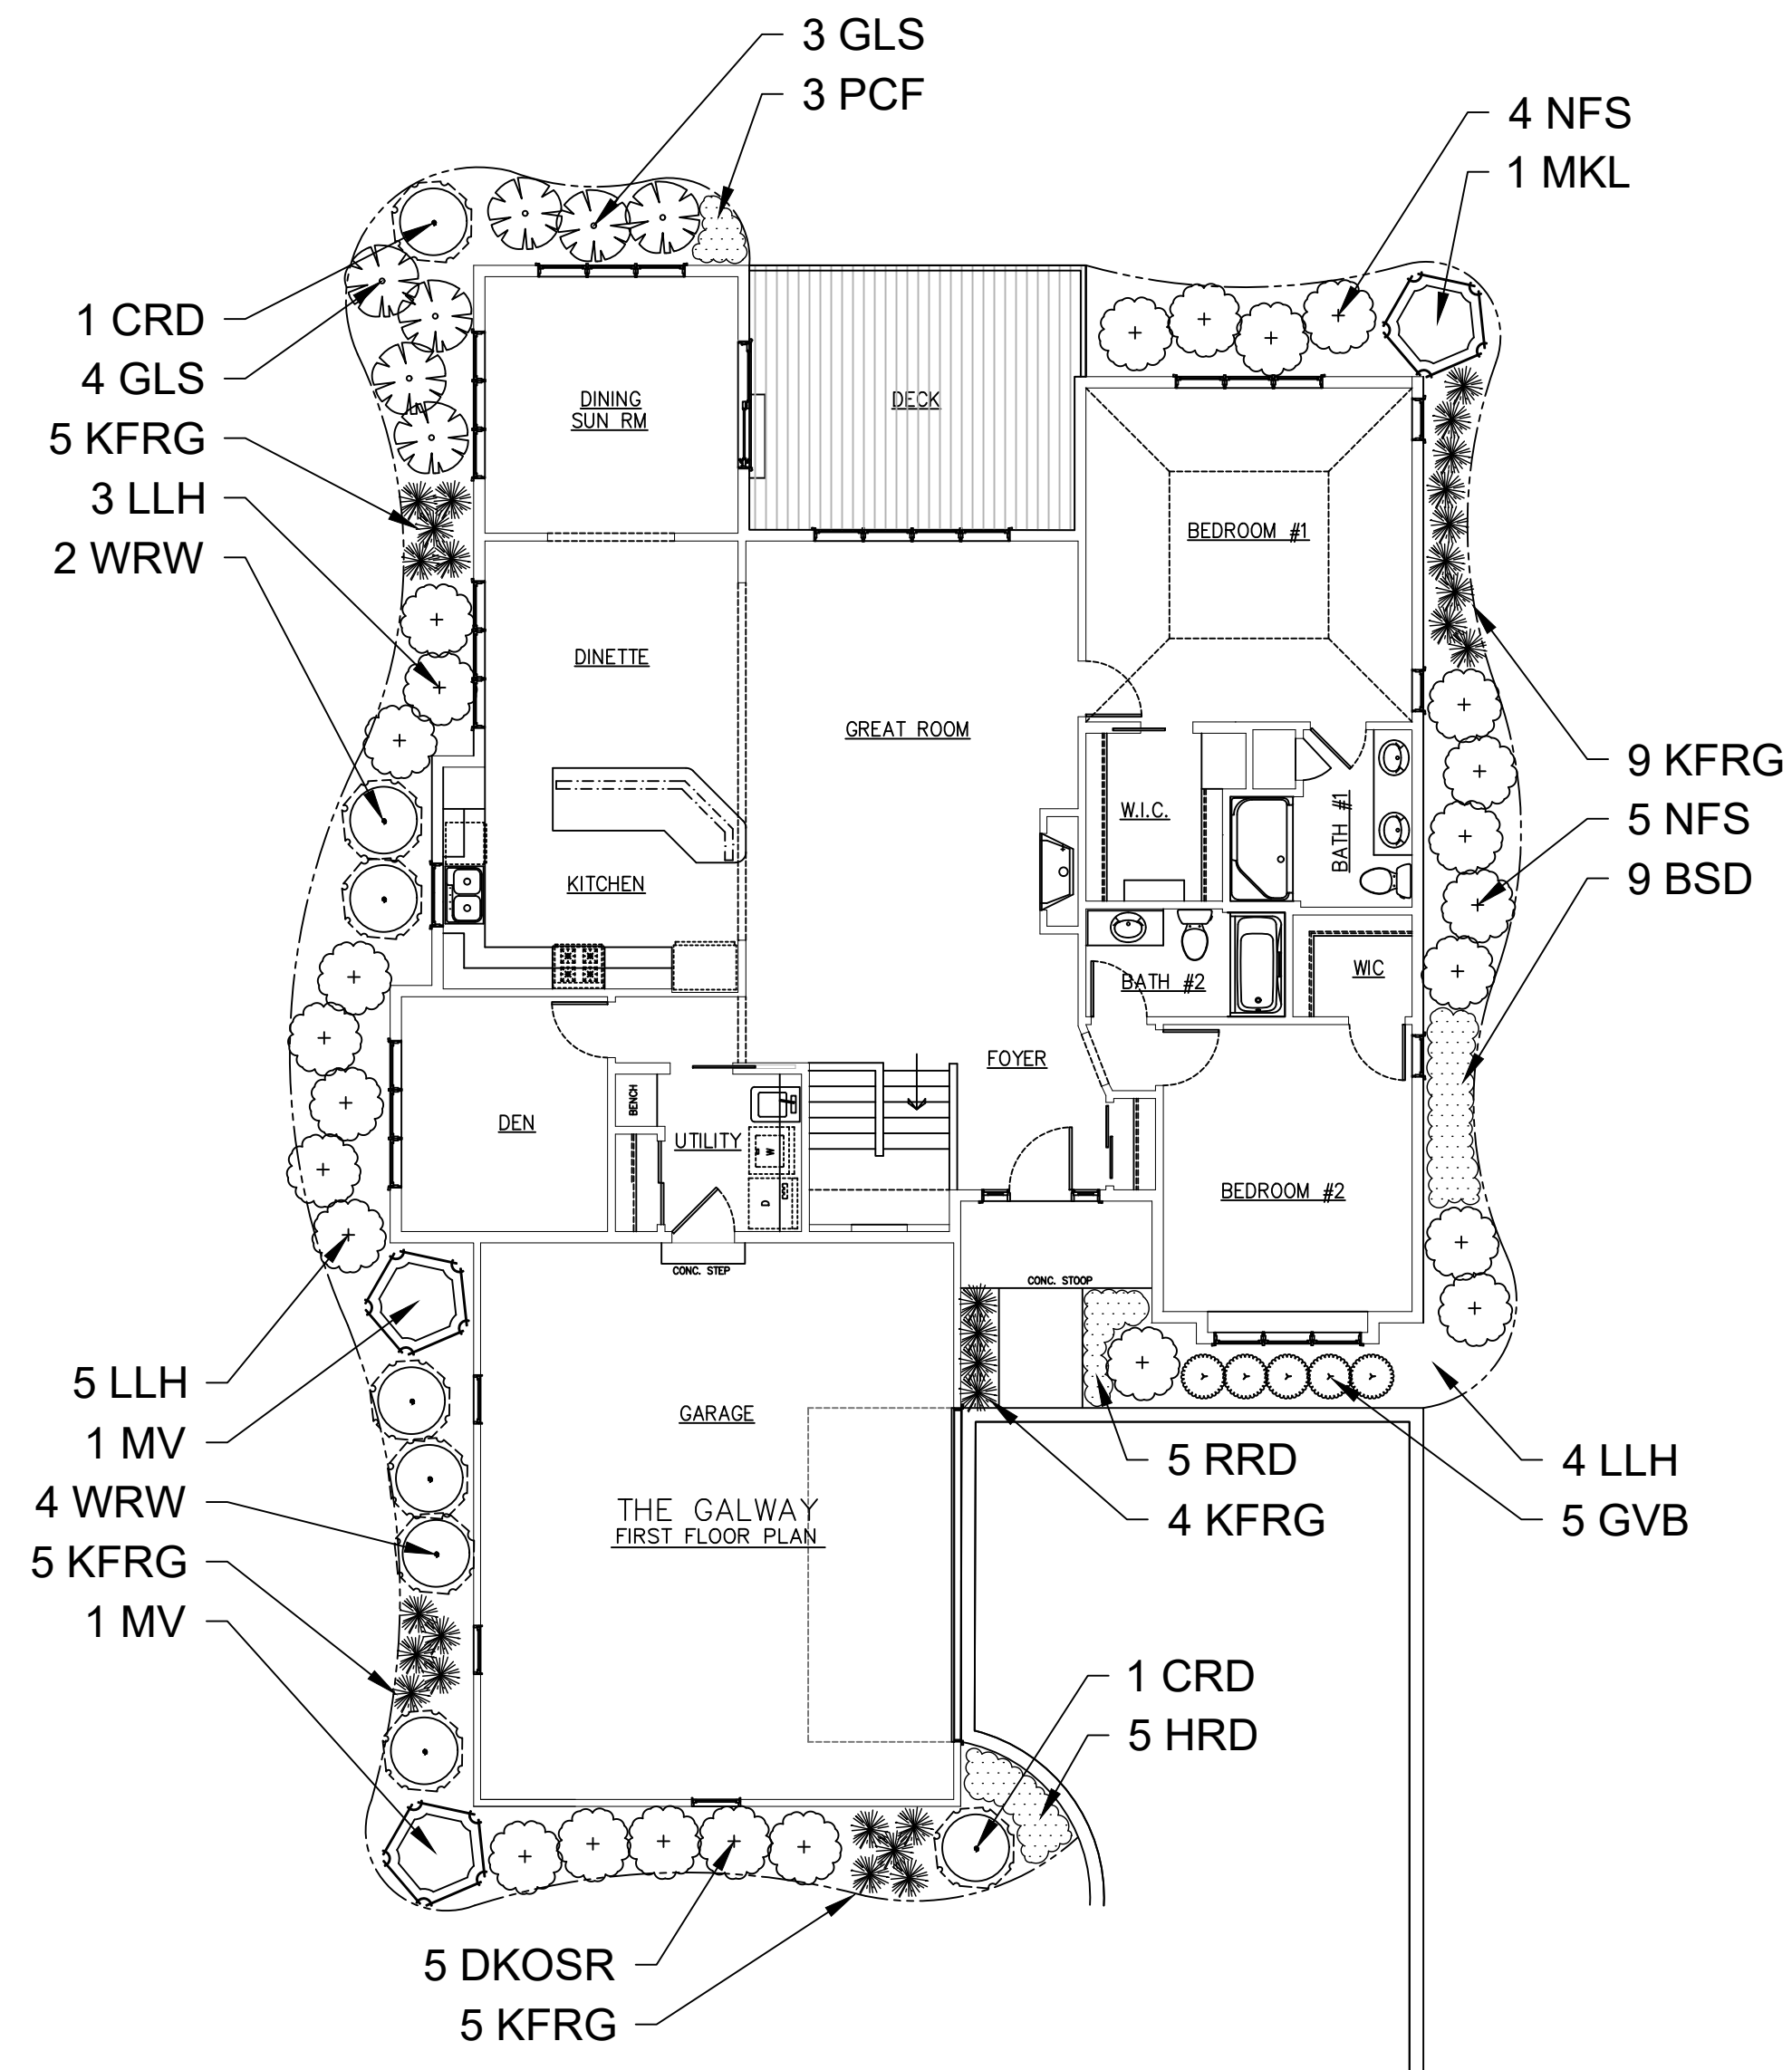 3 GLS
3 PCF
4 NFS
1 MKL
1 CRD
4 GLS
5 KFRG
3 LLH
2 WRW
DINING
SUN RM
DECK
BEDROOM #1
DINETTE
GREAT ROOM
9 KFRG
5 NFS
9 BSD
W.I.C.
BATH #1
KITCHEN
WIC
BATH #2
FOYER
DEN
BENCH
UTILITY
W
D
BEDROOM #2
CONC. STEP
CONC. STOOP
5 LLH
1 MV
4 WRW
5 KFRG
1 MV
GARAGE
THE GALWAY
FIRST FLOOR PLAN
5 RRD
4 KFRG
4 LLH
5 GVB
1 CRD
5 HRD
5 DKOSR
5 KFRG